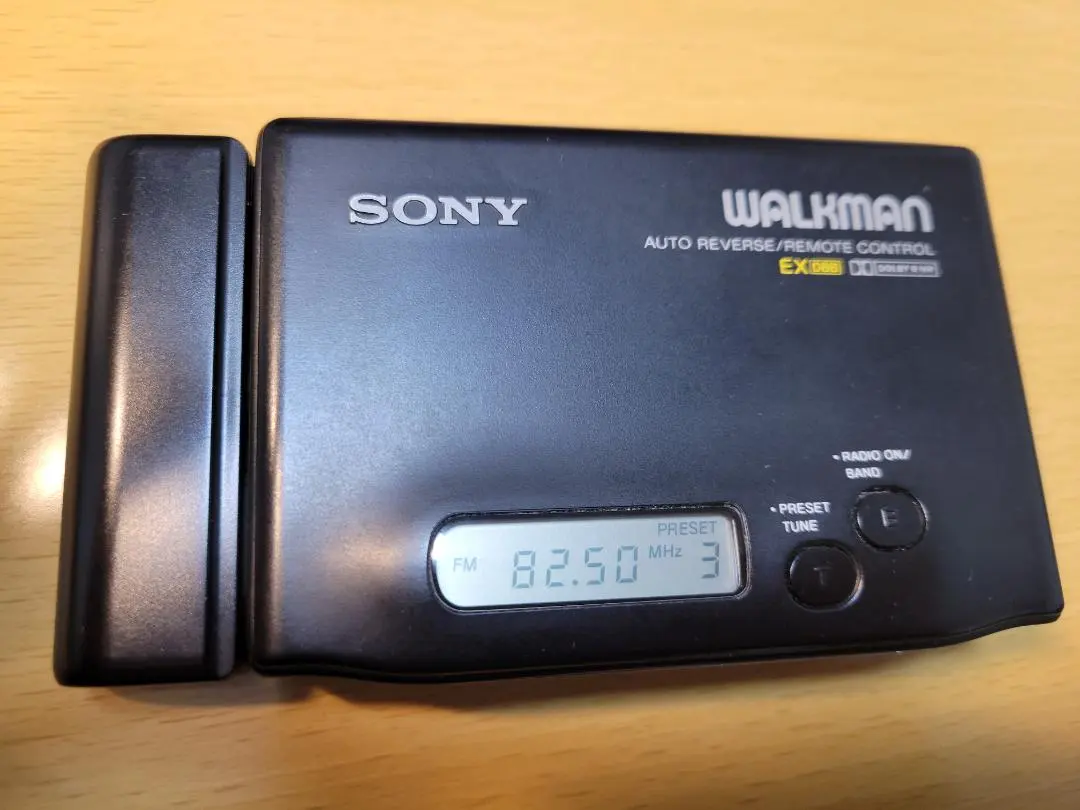 SONY
WALKMAN
AUTO REVERSE/REMOTE CONTROL
EX DBB DOLBY B NR
• RADIO ON/
BAND
• PRESET
TUNE
B
T
PRESET
FM 82.50 MHz 3